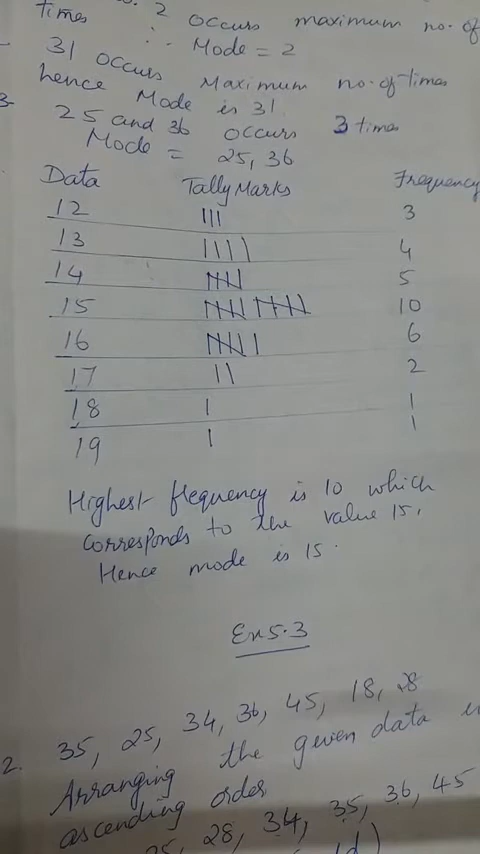 times 2 occurs maximum no. of
∴ Mode = 2
31 occurs Maximum no. of times
hence Mode is 31.
3. 25 and 36 occurs 3 times
Mode = 25, 36
Data Tally Marks Frequency
12 ||| 3
13 |||| 4
14 5
15 10
16 6
17 || 2
18 | 1
19 | 1
Highest frequency is 10 which
corresponds to the value 15.
Hence mode is 15.
Ex 5.3
2. 35, 25, 34, 36, 45, 18, 28
Arranging the given data in
ascending order
25, 28, 34, 35, 36, 45